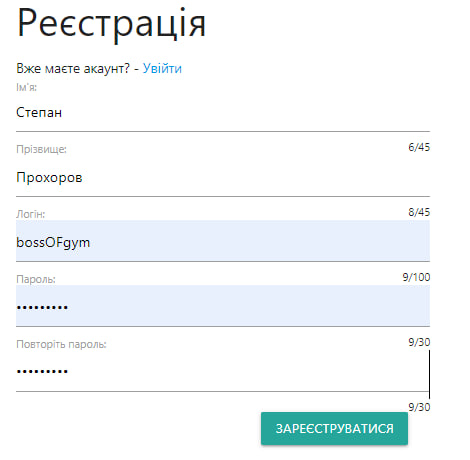 Реєстрація
Вже маєте акаунт? - Увійти
Ім'я:
Степан
6/45
Прізвище:
Прохоров
8/45
Логін:
bossOFgym
9/100
Пароль:
•••••••••
9/30
Повторіть пароль:
•••••••••
9/30
ЗАРЕЄСТРУВАТИСЯ